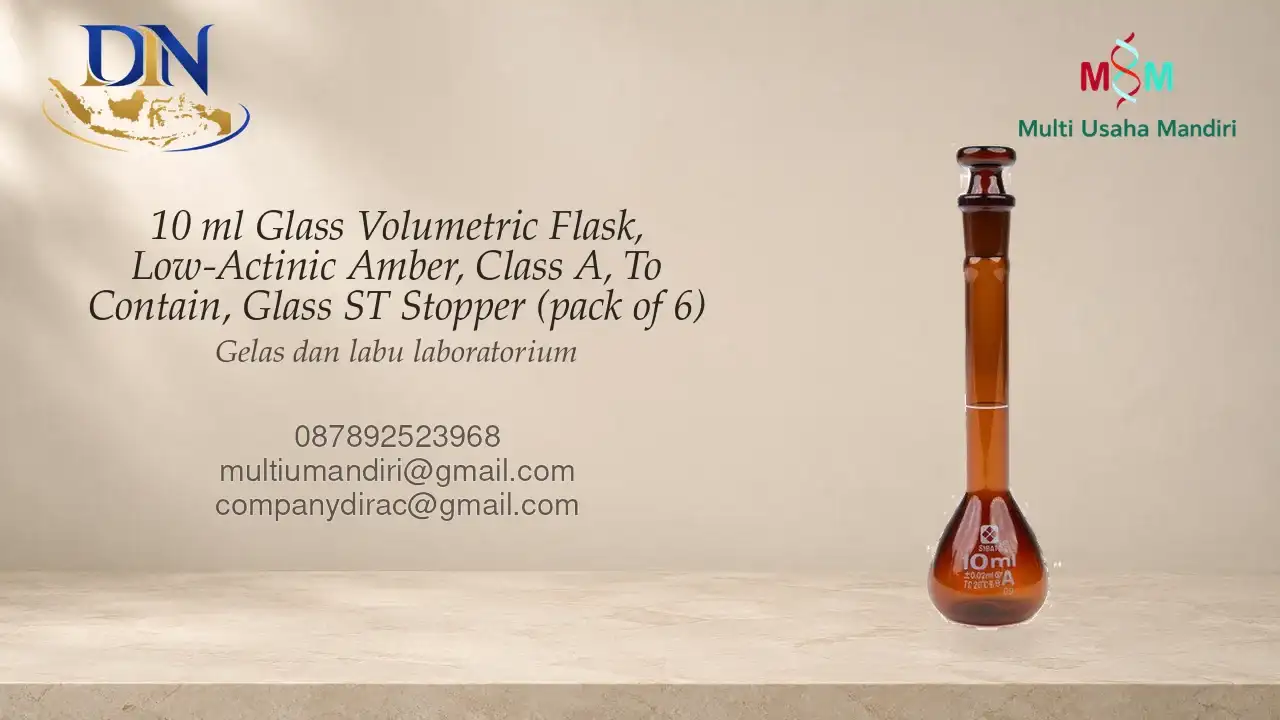 DIN
M M
Multi Usaha Mandiri
10 ml Glass Volumetric Flask,
Low-Actinic Amber, Class A, To
Contain, Glass ST Stopper (pack of 6)
Gelas dan labu laboratorium
087892523968
multiumandiri@gmail.com
companydirac@gmail.com
10ml
A